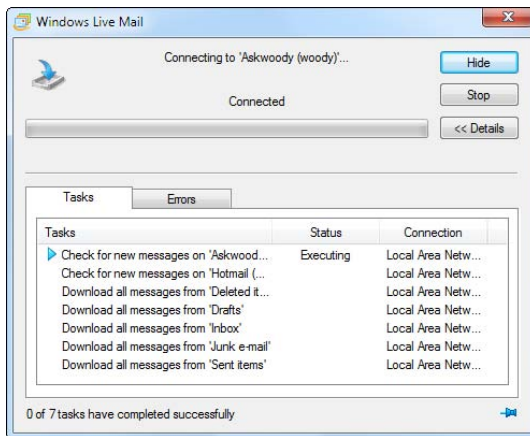 Windows Live Mail
Connecting to 'Askwoody (woody)'...
Hide
Connected
Stop
<< Details
Tasks Errors
Tasks Status Connection
Check for new messages on 'Askwood... Executing Local Area Netw...
Check for new messages on 'Hotmail (... Local Area Netw...
Download all messages from 'Deleted it... Local Area Netw...
Download all messages from 'Drafts' Local Area Netw...
Download all messages from 'Inbox' Local Area Netw...
Download all messages from 'Junk e-mail' Local Area Netw...
Download all messages from 'Sent items' Local Area Netw...
0 of 7 tasks have completed successfully